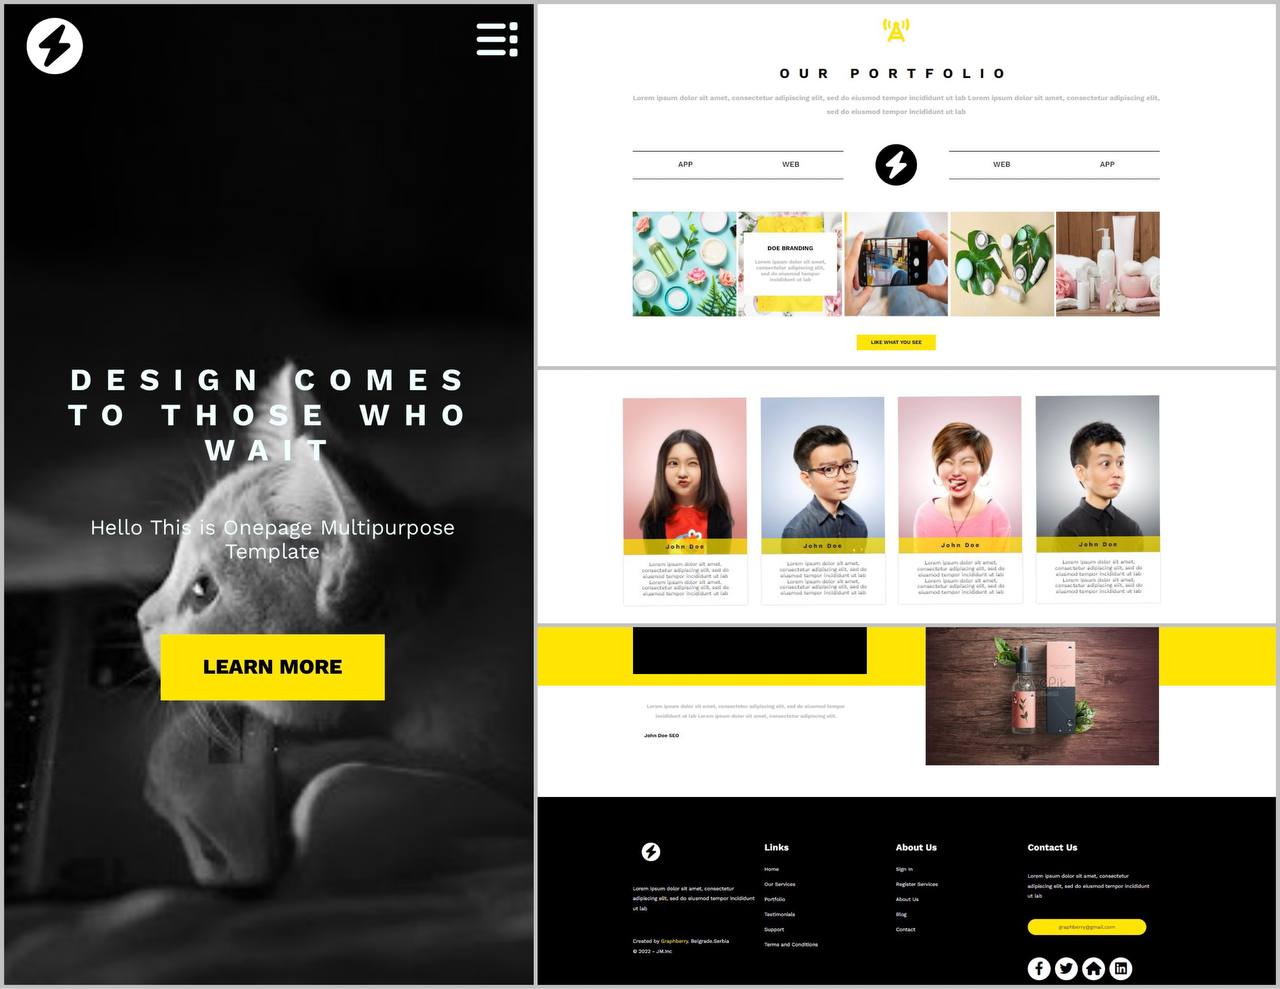 DESIGN COMES
TO THOSE WHO
WAIT
Hello This is Onepage Multipurpose
Template
LEARN MORE
OUR PORTFOLIO
Lorem ipsum dolor sit amet, consectetur adipiscing elit, sed do eiusmod tempor incididunt ut lab Lorem ipsum dolor sit amet, consectetur adipiscing elit,
sed do eiusmod tempor incididunt ut lab
APP WEB WEB APP
DOE BRANDING
Lorem ipsum dolor sit amet,
consectetur adipiscing elit,
sed do eiusmod tempor
incididunt ut lab
LIKE WHAT YOU SEE
John Doe
Lorem ipsum dolor sit amet,
consectetur adipiscing elit, sed do
eiusmod tempor incididunt ut lab
Lorem ipsum dolor sit amet,
consectetur adipiscing elit, sed do
eiusmod tempor incididunt ut lab
John Doe
Lorem ipsum dolor sit amet,
consectetur adipiscing elit, sed do
eiusmod tempor incididunt ut lab
Lorem ipsum dolor sit amet,
consectetur adipiscing elit, sed do
eiusmod tempor incididunt ut lab
John Doe
Lorem ipsum dolor sit amet,
consectetur adipiscing elit, sed do
eiusmod tempor incididunt ut lab
Lorem ipsum dolor sit amet,
consectetur adipiscing elit, sed do
eiusmod tempor incididunt ut lab
John Doe
Lorem ipsum dolor sit amet,
consectetur adipiscing elit, sed do
eiusmod tempor incididunt ut lab
Lorem ipsum dolor sit amet,
consectetur adipiscing elit, sed do
eiusmod tempor incididunt ut lab
Lorem ipsum dolor sit amet, consectetur adipiscing elit, sed do eiusmod tempor
incididunt ut lab Lorem ipsum dolor sit amet, consectetur adipiscing elit.
John Doe SEO
Lorem ipsum dolor sit amet, consectetur
adipiscing elit, sed do eiusmod tempor incididunt
ut lab
Created by Graphberry. Belgrade.Serbia
© 2022 - JM.Inc
Links
Home
Our Services
Portfolio
Testimonials
Support
Terms and Conditions
About Us
Sign In
Register Services
About Us
Blog
Contact
Contact Us
Lorem ipsum dolor sit amet, consectetur
adipiscing elit, sed do eiusmod tempor incididunt
ut lab
graphberry@gmail.com